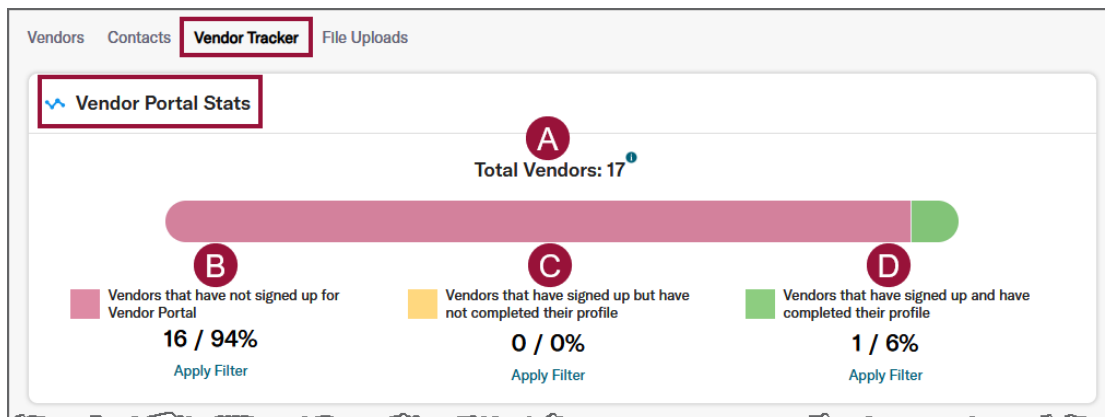 Vendors Contacts Vendor Tracker File Uploads
Vendor Portal Stats
A
Total Vendors: 17 i
B C D
Vendors that have not signed up for
Vendor Portal
16 / 94%
Apply Filter
Vendors that have signed up but have
not completed their profile
0 / 0%
Apply Filter
Vendors that have signed up and have
completed their profile
1 / 6%
Apply Filter